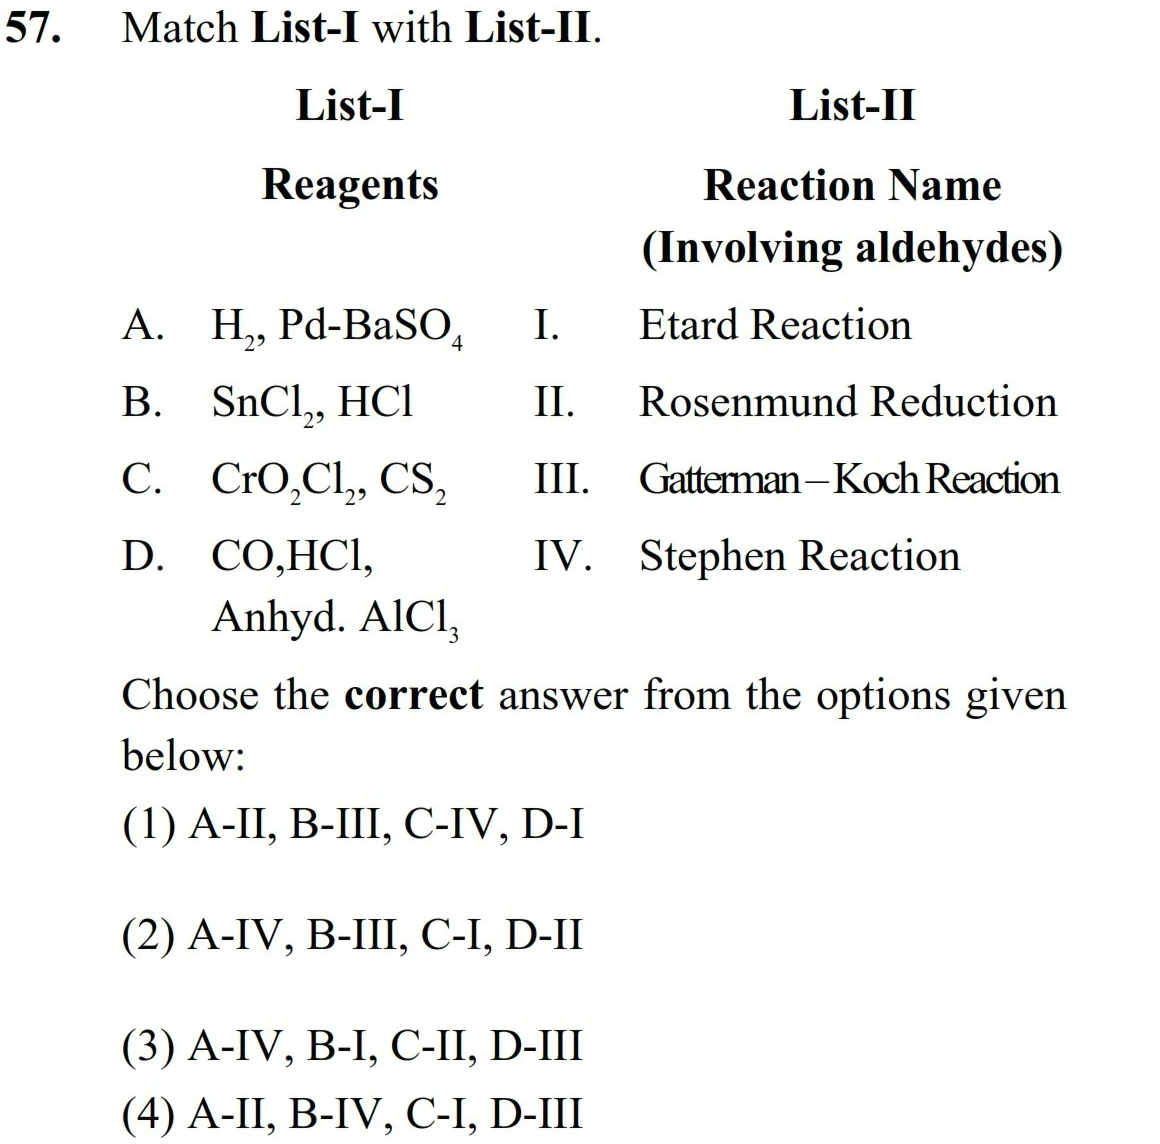 57. Match List-I with List-II.
List-I List-II
Reagents Reaction Name
(Involving aldehydes)
A. H₂, Pd-BaSO₄ I. Etard Reaction
B. SnCl₂, HCl II. Rosenmund Reduction
C. CrO₂Cl₂, CS₂ III. Gatterman – Koch Reaction
D. CO,HCl, IV. Stephen Reaction
Anhyd. AlCl₃
Choose the correct answer from the options given
below:
(1) A-II, B-III, C-IV, D-I
(2) A-IV, B-III, C-I, D-II
(3) A-IV, B-I, C-II, D-III
(4) A-II, B-IV, C-I, D-III